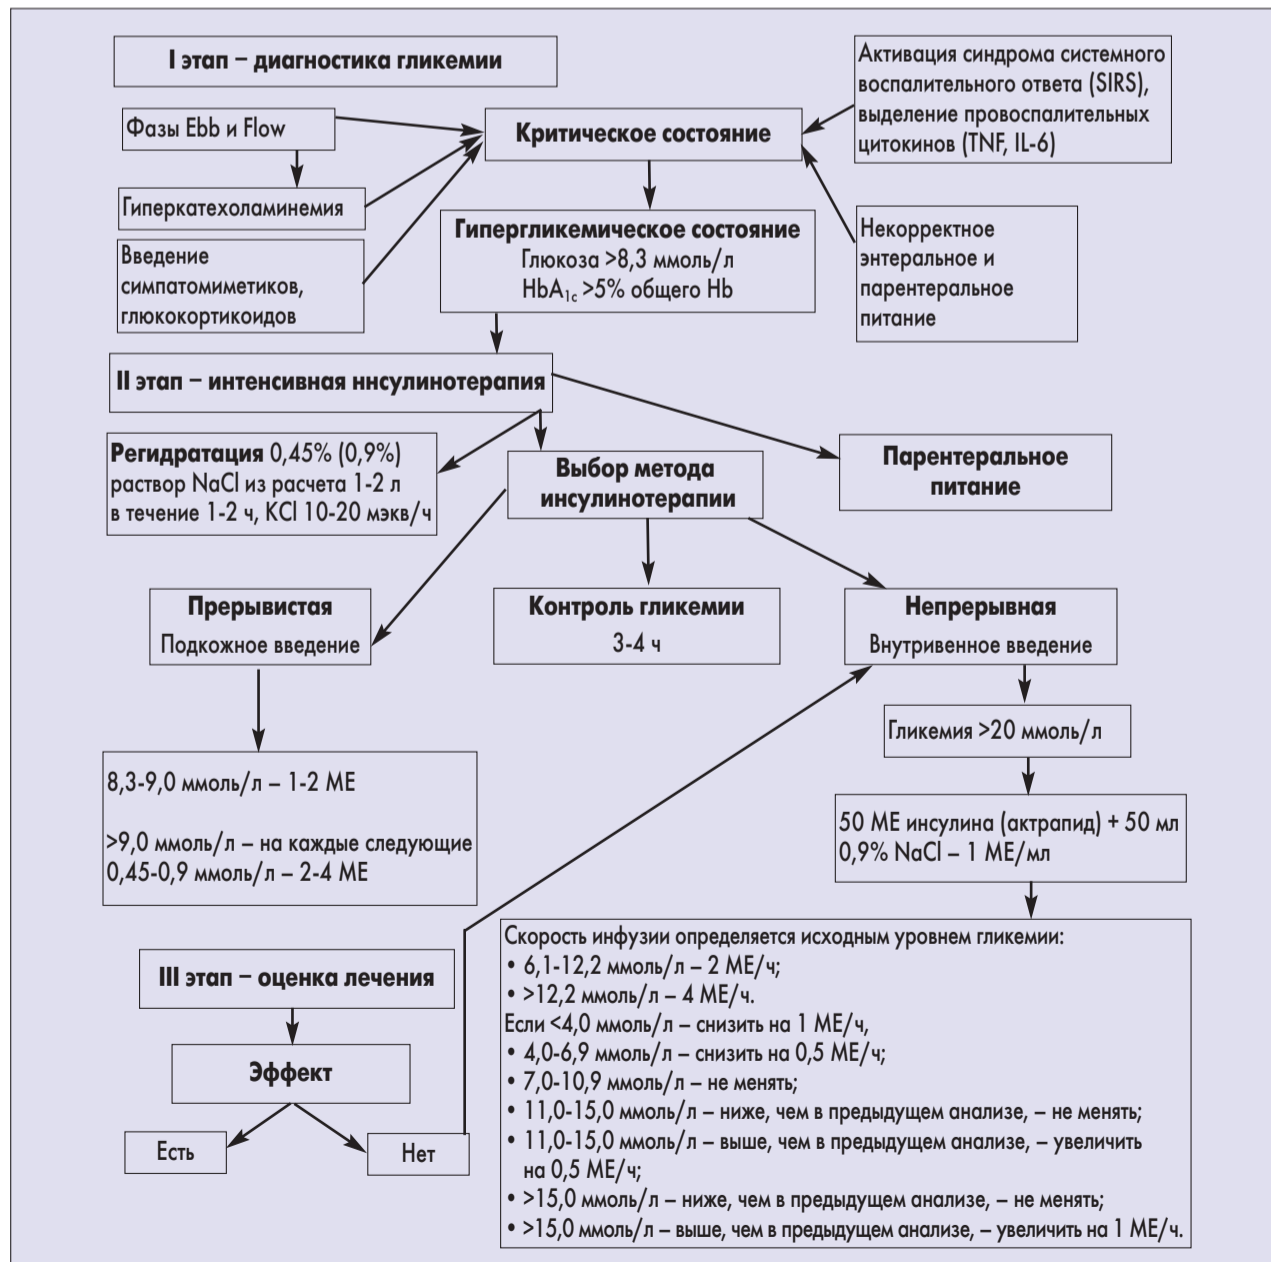 I этап – диагностика гликемии
Активация синдрома системного
воспалительного ответа (SIRS),
выделение провоспалительных
цитокинов (TNF, IL-6)
Фазы Ebb и Flow
Критическое состояние
Гиперкатехоламинемия
Введение
симпатомиметиков,
глюкокортикоидов
Гипергликемическое состояние
Глюкоза >8,3 ммоль/л
HbA1c >5% общего Hb
Некорректное
энтеральное и
парентеральное
питание
II этап – интенсивная ннсулинотерапия
Регидратация 0,45% (0,9%)
раствор NaCl из расчета 1-2 л
в течение 1-2 ч, KCl 10-20 мэкв/ч
Выбор метода
инсулинотерапии
Парентеральное
питание
Прерывистая
Подкожное введение
Контроль гликемии
3-4 ч
Непрерывная
Внутривенное введение
Гликемия >20 ммоль/л
8,3-9,0 ммоль/л – 1-2 МЕ
>9,0 ммоль/л – на каждые следующие
0,45-0,9 ммоль/л – 2-4 МЕ
50 МЕ инсулина (актрапид) + 50 мл
0,9% NaCl – 1 МЕ/мл
III этап – оценка лечения
Эффект
Есть
Нет
Скорость инфузии определяется исходным уровнем гликемии:
• 6,1-12,2 ммоль/л – 2 МЕ/ч;
• >12,2 ммоль/л – 4 МЕ/ч.
Если <4,0 ммоль/л – снизить на 1 МЕ/ч,
• 4,0-6,9 ммоль/л – снизить на 0,5 МЕ/ч;
• 7,0-10,9 ммоль/л – не менять;
• 11,0-15,0 ммоль/л – ниже, чем в предыдущем анализе, – не менять;
• 11,0-15,0 ммоль/л – выше, чем в предыдущем анализе, – увеличить
на 0,5 МЕ/ч;
• >15,0 ммоль/л – ниже, чем в предыдущем анализе, – не менять;
• >15,0 ммоль/л – выше, чем в предыдущем анализе, – увеличить на 1 МЕ/ч.